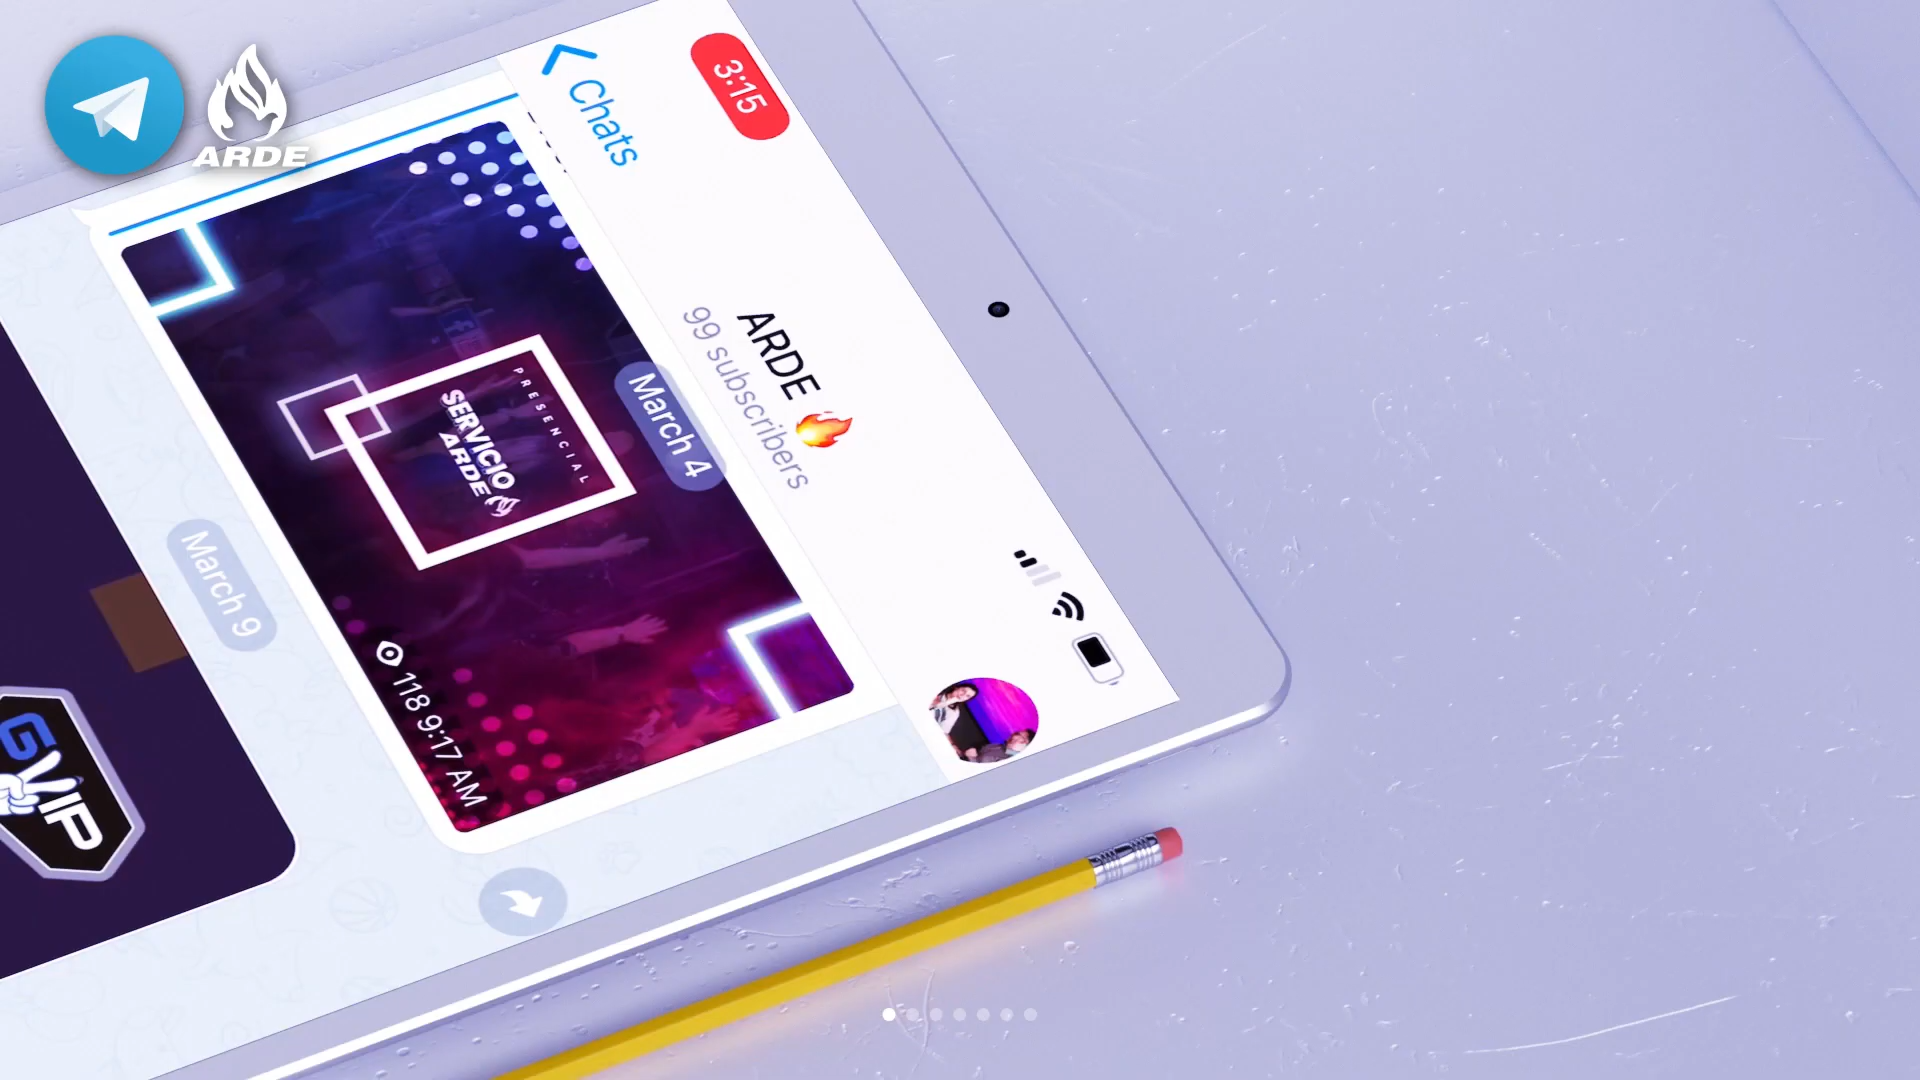 ARDE
3:15
Chats
ARDE
99 subscribers
March 4
PRESENCIAL
SERVICIO
ARDE
118 9:17 AM
March 9
GVIP